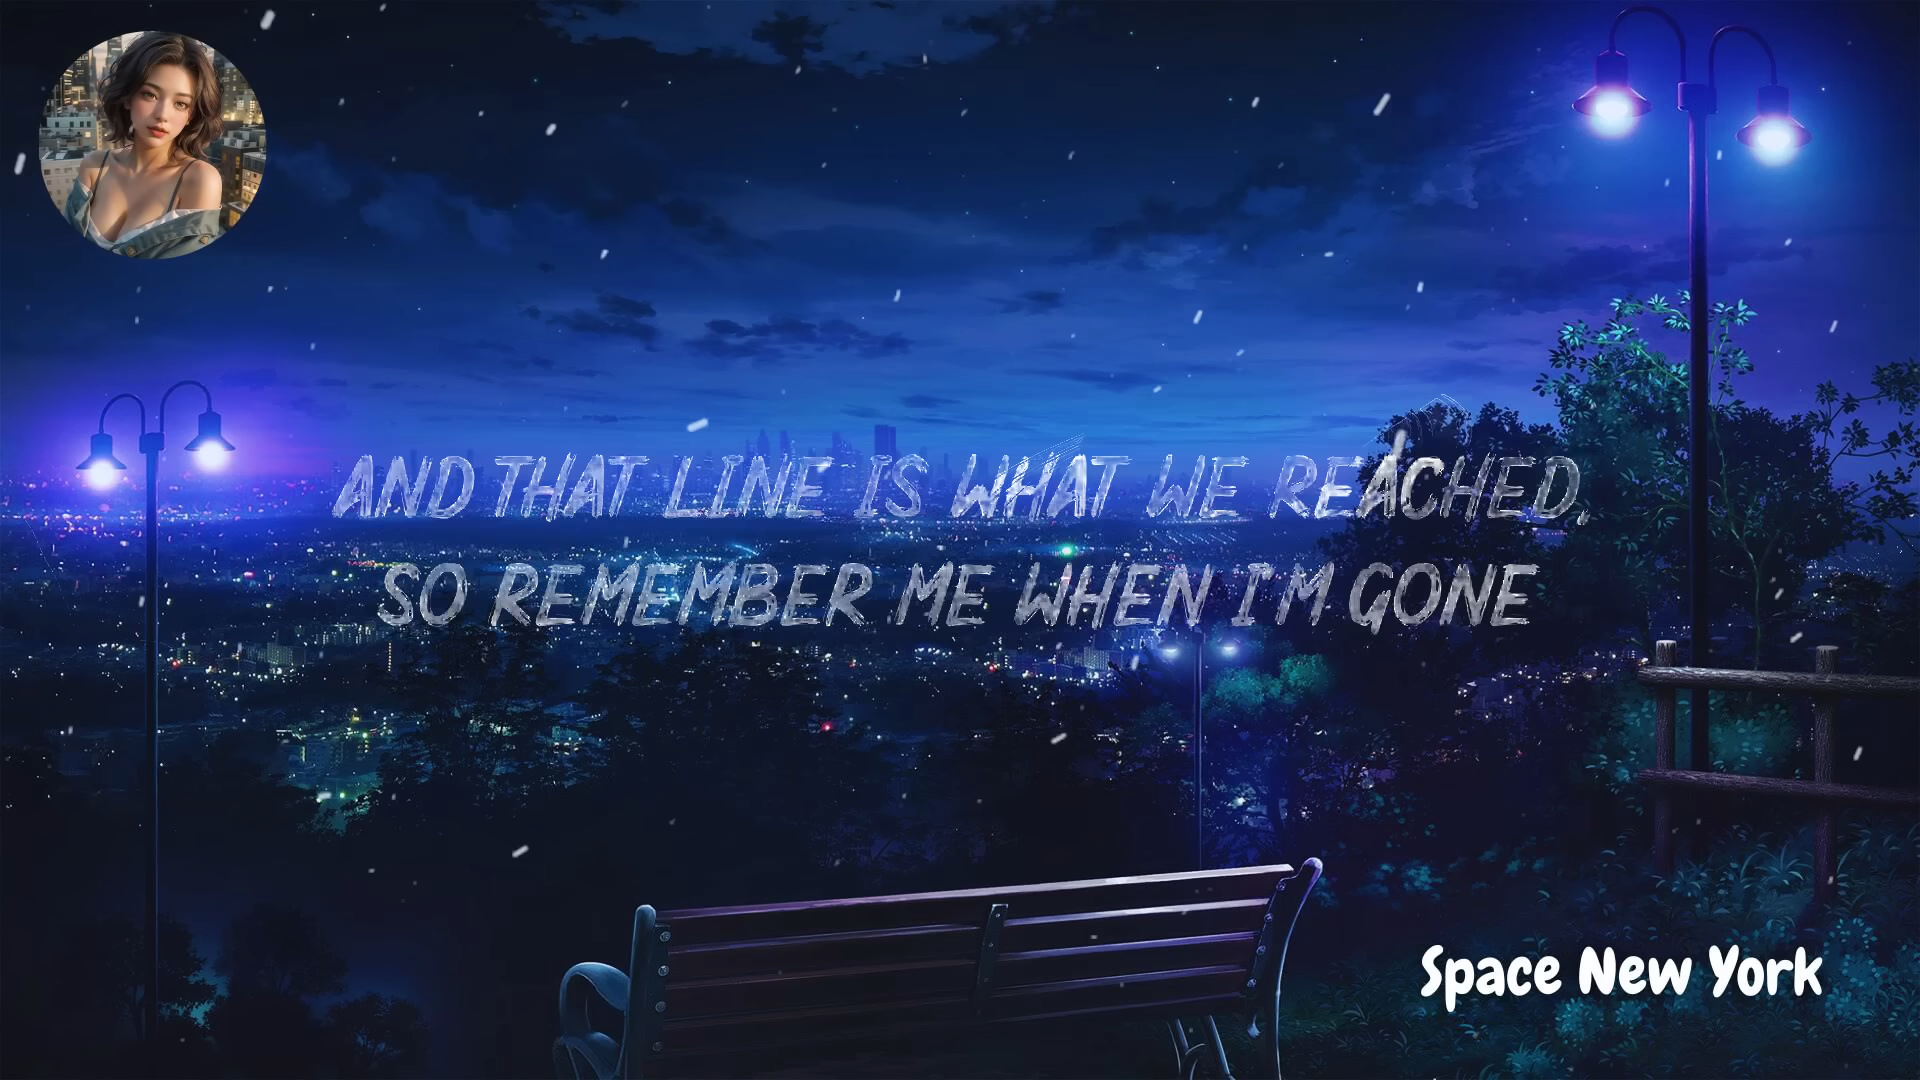 AND THAT LINE IS WHAT WE REACHED,
SO REMEMBER ME WHEN I'M GONE
Space New York